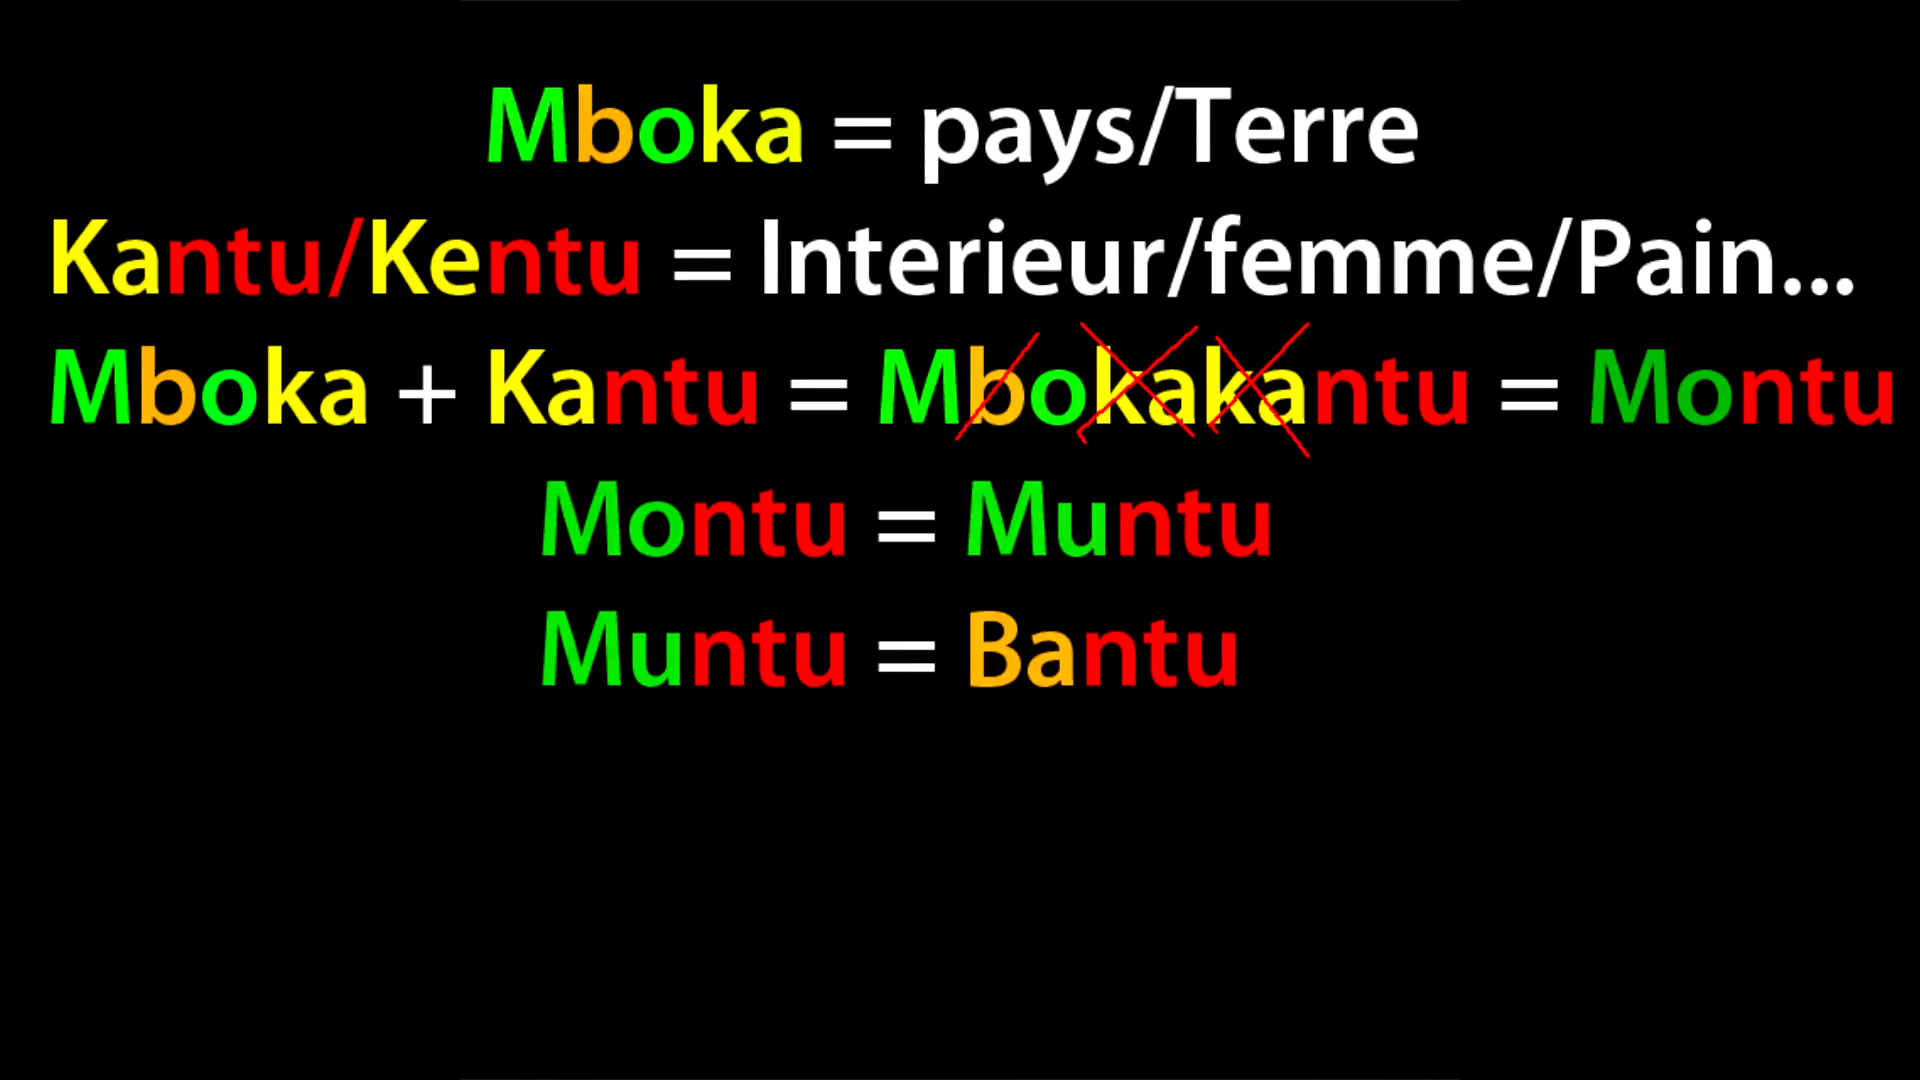 Mboka = pays/Terre
Kantu/Kentu = Interieur/femme/Pain...
Mboka + Kantu = Mbokakantu = Montu
Montu = Muntu
Muntu = Bantu